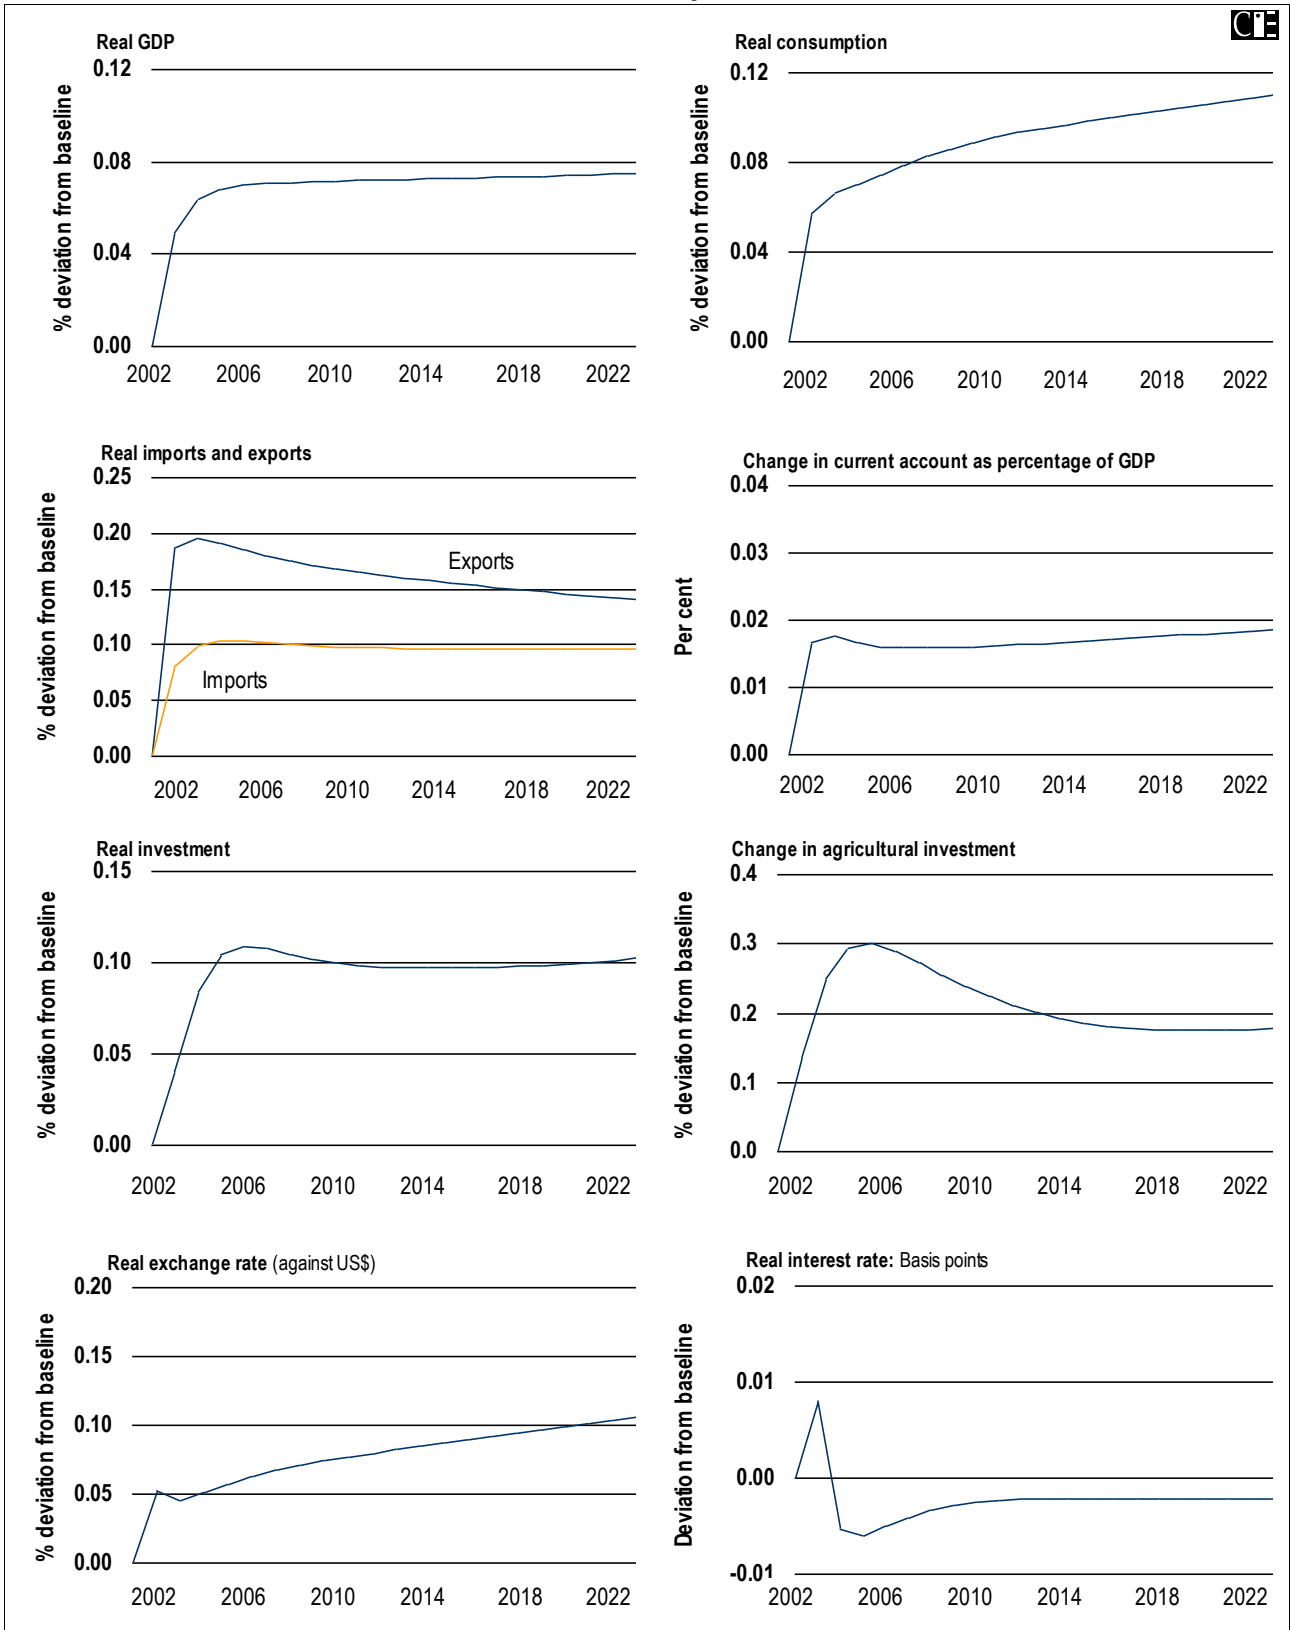 CIE
Real GDP
% deviation from baseline
0.12
0.08
0.04
0.00
2002 2006 2010 2014 2018 2022
Real consumption
% deviation from baseline
0.12
0.08
0.04
0.00
2002 2006 2010 2014 2018 2022
Real imports and exports
% deviation from baseline
0.25
0.20
0.15
0.10
0.05
0.00
Exports
Imports
2002 2006 2010 2014 2018 2022
Change in current account as percentage of GDP
Per cent
0.04
0.03
0.02
0.01
0.00
2002 2006 2010 2014 2018 2022
Real investment
% deviation from baseline
0.15
0.10
0.05
0.00
2002 2006 2010 2014 2018 2022
Change in agricultural investment
% deviation from baseline
0.4
0.3
0.2
0.1
0.0
2002 2006 2010 2014 2018 2022
Real exchange rate (against US$)
% deviation from baseline
0.20
0.15
0.10
0.05
0.00
2002 2006 2010 2014 2018 2022
Real interest rate: Basis points
Deviation from baseline
0.02
0.01
0.00
-0.01
2002 2006 2010 2014 2018 2022